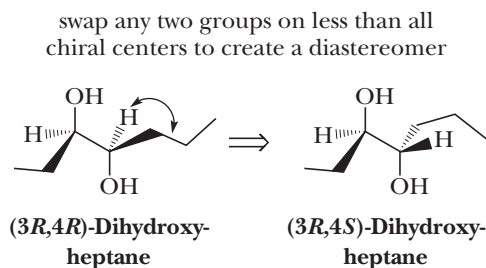 swap any two groups on less than all
chiral centers to create a diastereomer
OH
H
H
OH
OH
H
H
OH
(3R,4R)-Dihydroxy-
heptane
(3R,4S)-Dihydroxy-
heptane